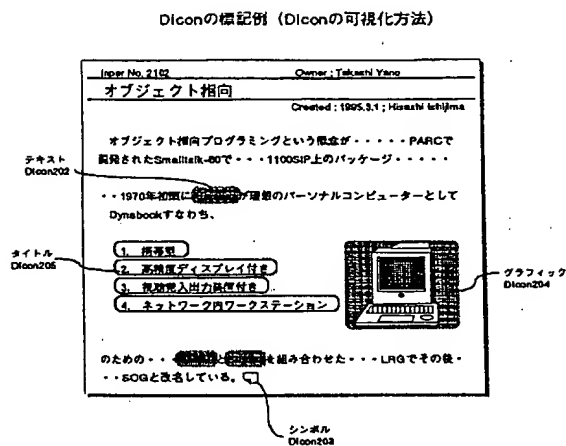 Diconの標記例（Diconの可視化方法）
Inper No. 2102 Owner ; Takashi Yano
オブジェクト指向
Created ; 1995.3.1 ; Hisashi Ishijima
オブジェクト指向プログラミングという概念が・・・・・PARCで
開発されたSmalltalk-80で・・・1100SIP上のパッケージ・・・・・
テキスト
Dicon202
・・1970年初頭に が理想のパーソナルコンピューターとして
Dynabookすなわち、
タイトル
Dicon205
1. 携帯型
2. 高精度ディスプレイ付き
3. 視聴覚入出力装置付き
4. ネットワーク内ワークステーション
グラフィック
Dicon204
のための・・ と を組み合わせた・・・LRGでその後・
・・SOGと改名している。
シンボル
Dicon203